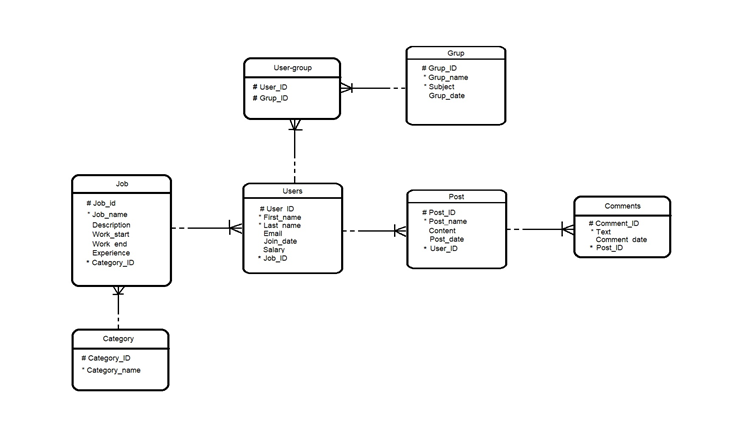 User-group
# User_ID
# Grup_ID
Grup
# Grup_ID
* Grup_name
* Subject
Grup_date
Job
# Job_id
* Job_name
Description
Work_start
Work_end
Experience
* Category_ID
Users
# User_ID
* First_name
* Last_name
Email
Join_date
Salary
* Job_ID
Post
# Post_ID
* Post_name
Content
Post_date
* User_ID
Comments
# Comment_ID
* Text
Comment_date
* Post_ID
Category
# Category_ID
* Category_name